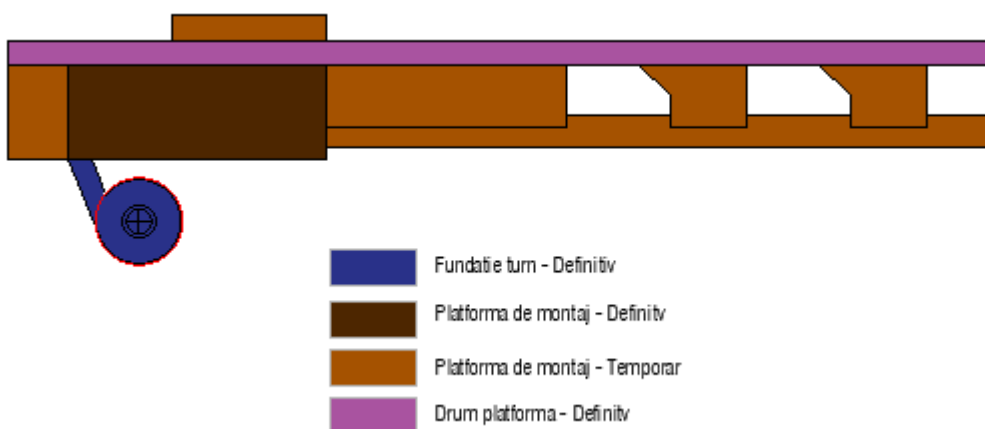 Fundatie turn - Definitiv
Platforma de montaj - Definitv
Platforma de montaj - Temporar
Drum platforma - Definitv